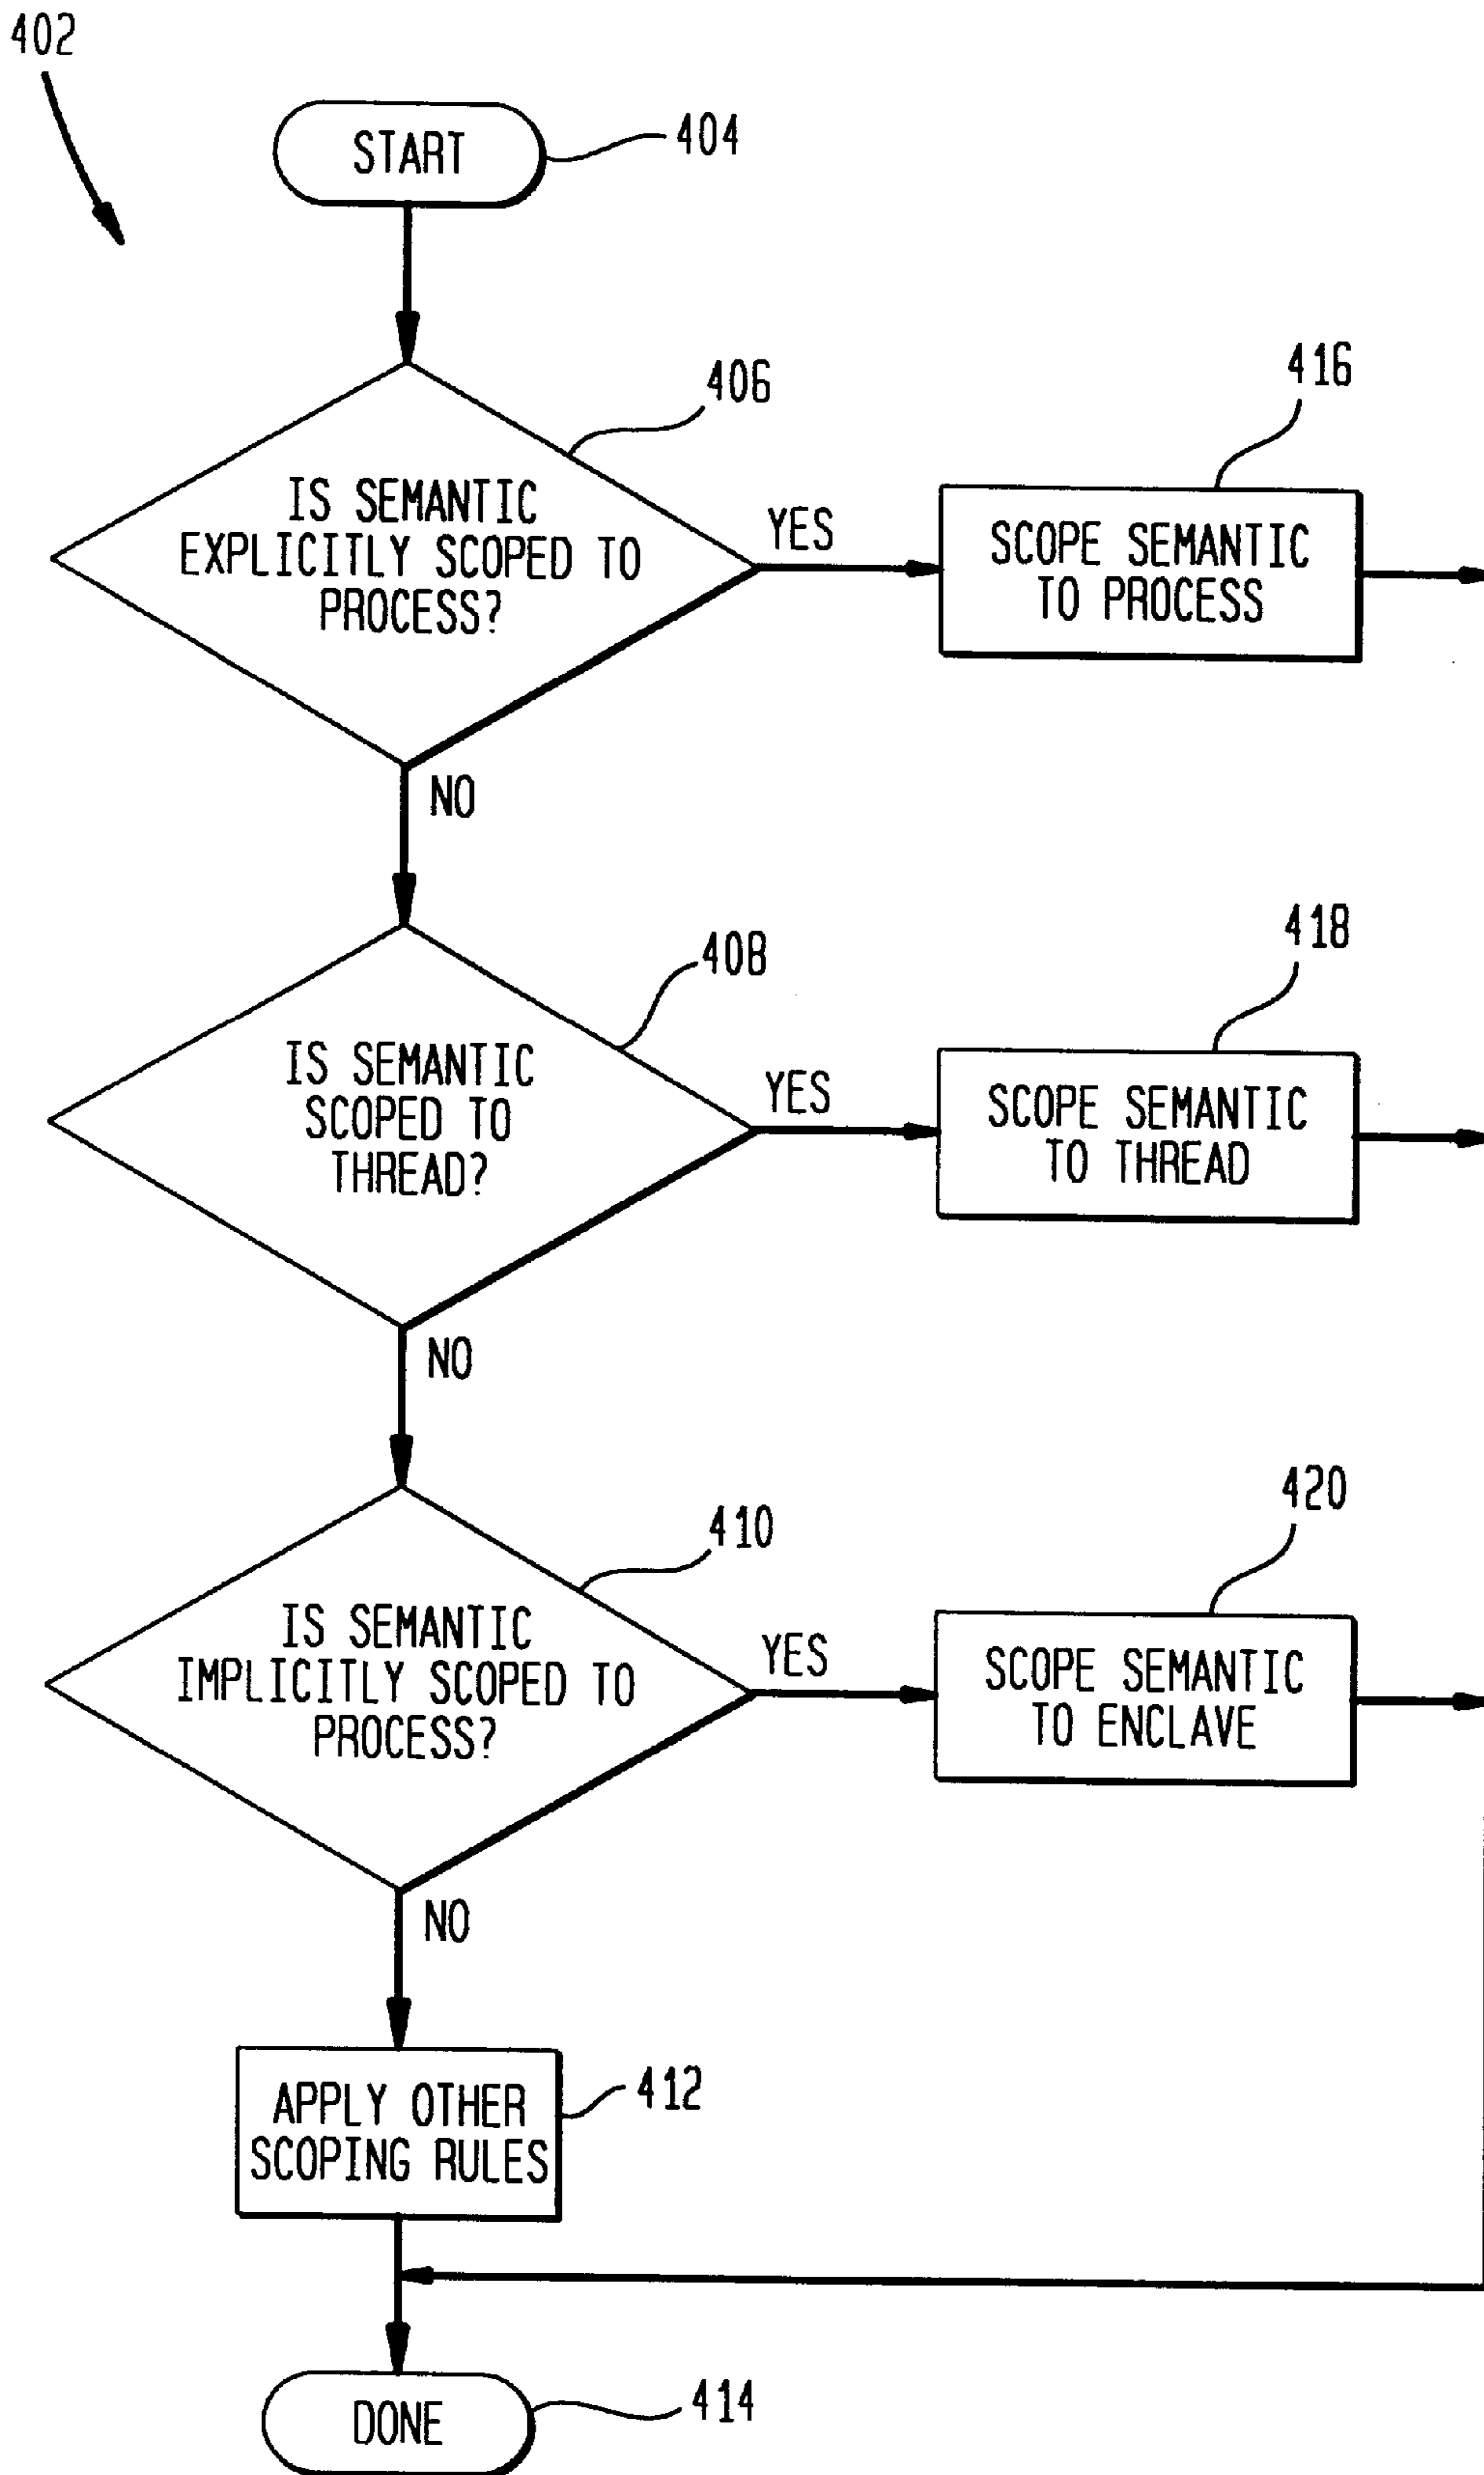 402
START
404
406
IS SEMANTIC
EXPLICITLY SCOPED TO
PROCESS?
YES
416
SCOPE SEMANTIC
TO PROCESS
NO
408
IS SEMANTIC
SCOPED TO
THREAD?
YES
418
SCOPE SEMANTIC
TO THREAD
NO
410
IS SEMANTIC
IMPLICITLY SCOPED TO
PROCESS?
YES
420
SCOPE SEMANTIC
TO ENCLAVE
NO
APPLY OTHER
SCOPING RULES
412
DONE
414